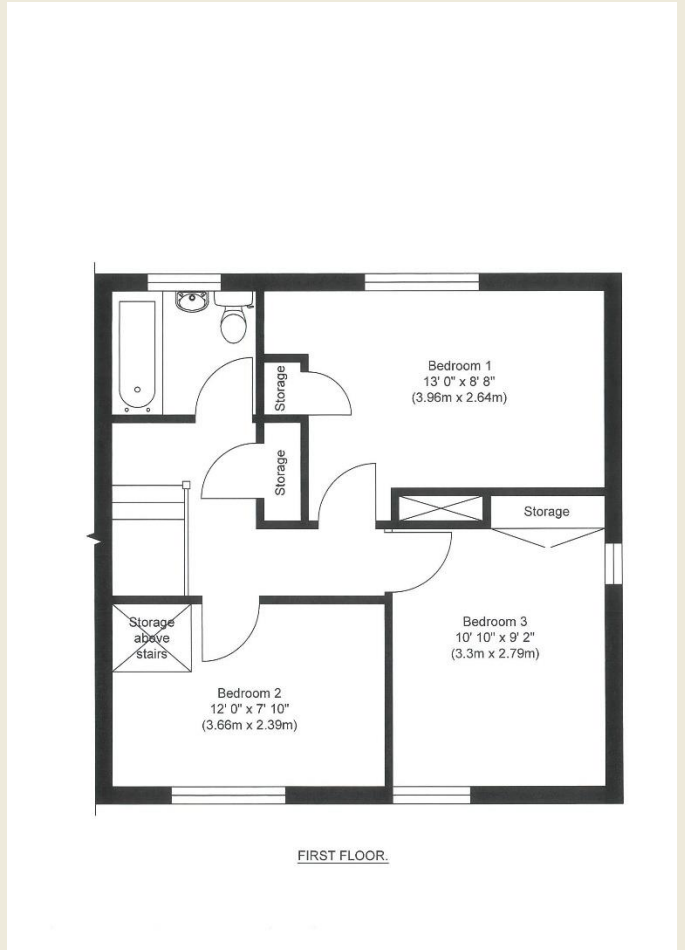 Storage
Bedroom 1
13' 0" x 8' 8"
(3.96m x 2.64m)
Storage
Storage
Storage
above
stairs
Bedroom 3
10' 10" x 9' 2"
(3.3m x 2.79m)
Bedroom 2
12' 0" x 7' 10"
(3.66m x 2.39m)
FIRST FLOOR.